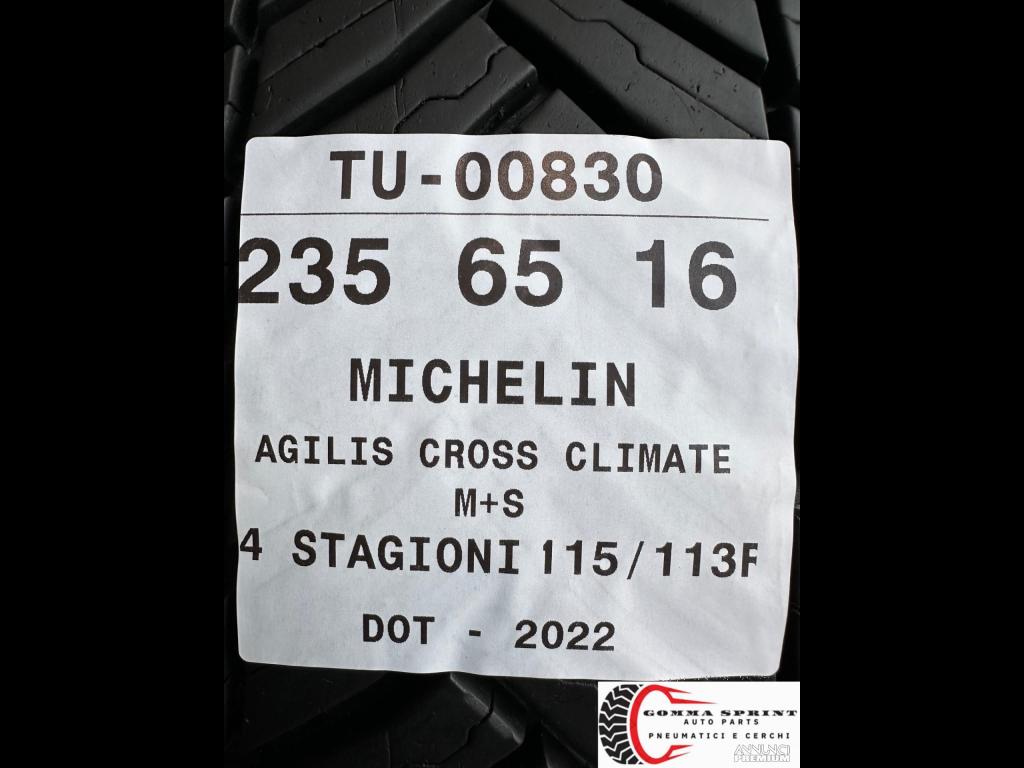 TU-00830
235 65 16
MICHELIN
AGILIS CROSS CLIMATE
M+S
4 STAGIONI 115/113
DOT - 2022
GOMMA SPRINT
AUTO PARTS
PNEUMATICI E CERCHI
ANNUNCI
PREMIUM